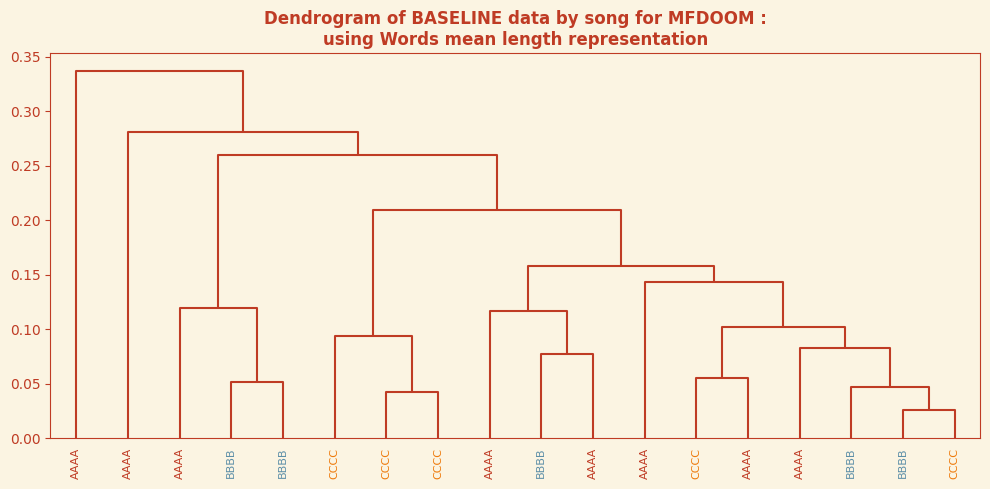 Dendrogram of BASELINE data by song for MFDOOM :
using Words mean length representation
0.35
0.30
0.25
0.20
0.15
0.10
0.05
0.00
AAAA
AAAA
AAAA
BBBB
BBBB
CCCC
CCCC
CCCC
AAAA
BBBB
AAAA
AAAA
CCCC
AAAA
AAAA
BBBB
BBBB
CCCC